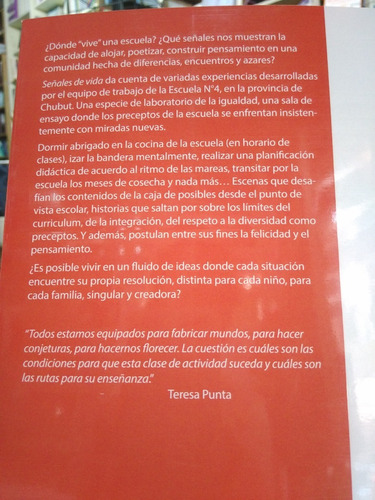 ¿Dónde "vive" una escuela? ¿Qué señales nos muestran la
capacidad de alojar, poetizar, construir pensamiento en una
comunidad hecha de diferencias, encuentros y azares?
Señales de vida da cuenta de variadas experiencias desarrolladas
por el equipo de trabajo de la Escuela N°4, en la provincia de
Chubut. Una especie de laboratorio de la igualdad, una sala de
ensayo donde los preceptos de la escuela se enfrentan insisten-
temente con miradas nuevas.
Dormir abrigado en la cocina de la escuela (en horario de
clases), izar la bandera mentalmente, realizar una planificación
didáctica de acuerdo al ritmo de las mareas, transitar por la
escuela los meses de cosecha y nada más... Escenas que desa-
fían los contenidos de la caja de posibles desde el punto de
vista escolar, historias que saltan por sobre los límites del
curriculum, de la integración, del respeto a la diversidad como
preceptos. Y además, postulan entre sus fines la felicidad y el
pensamiento.
¿Es posible vivir en un fluido de ideas donde cada situación
encuentre su propia resolución, distinta para cada niño, para
cada familia, singular y creadora?
"Todos estamos equipados para fabricar mundos, para hacer
conjeturas, para hacernos florecer. La cuestión es cuáles son las
condiciones para que esta clase de actividad suceda y cuáles son
las rutas para su enseñanza."
Teresa Punta